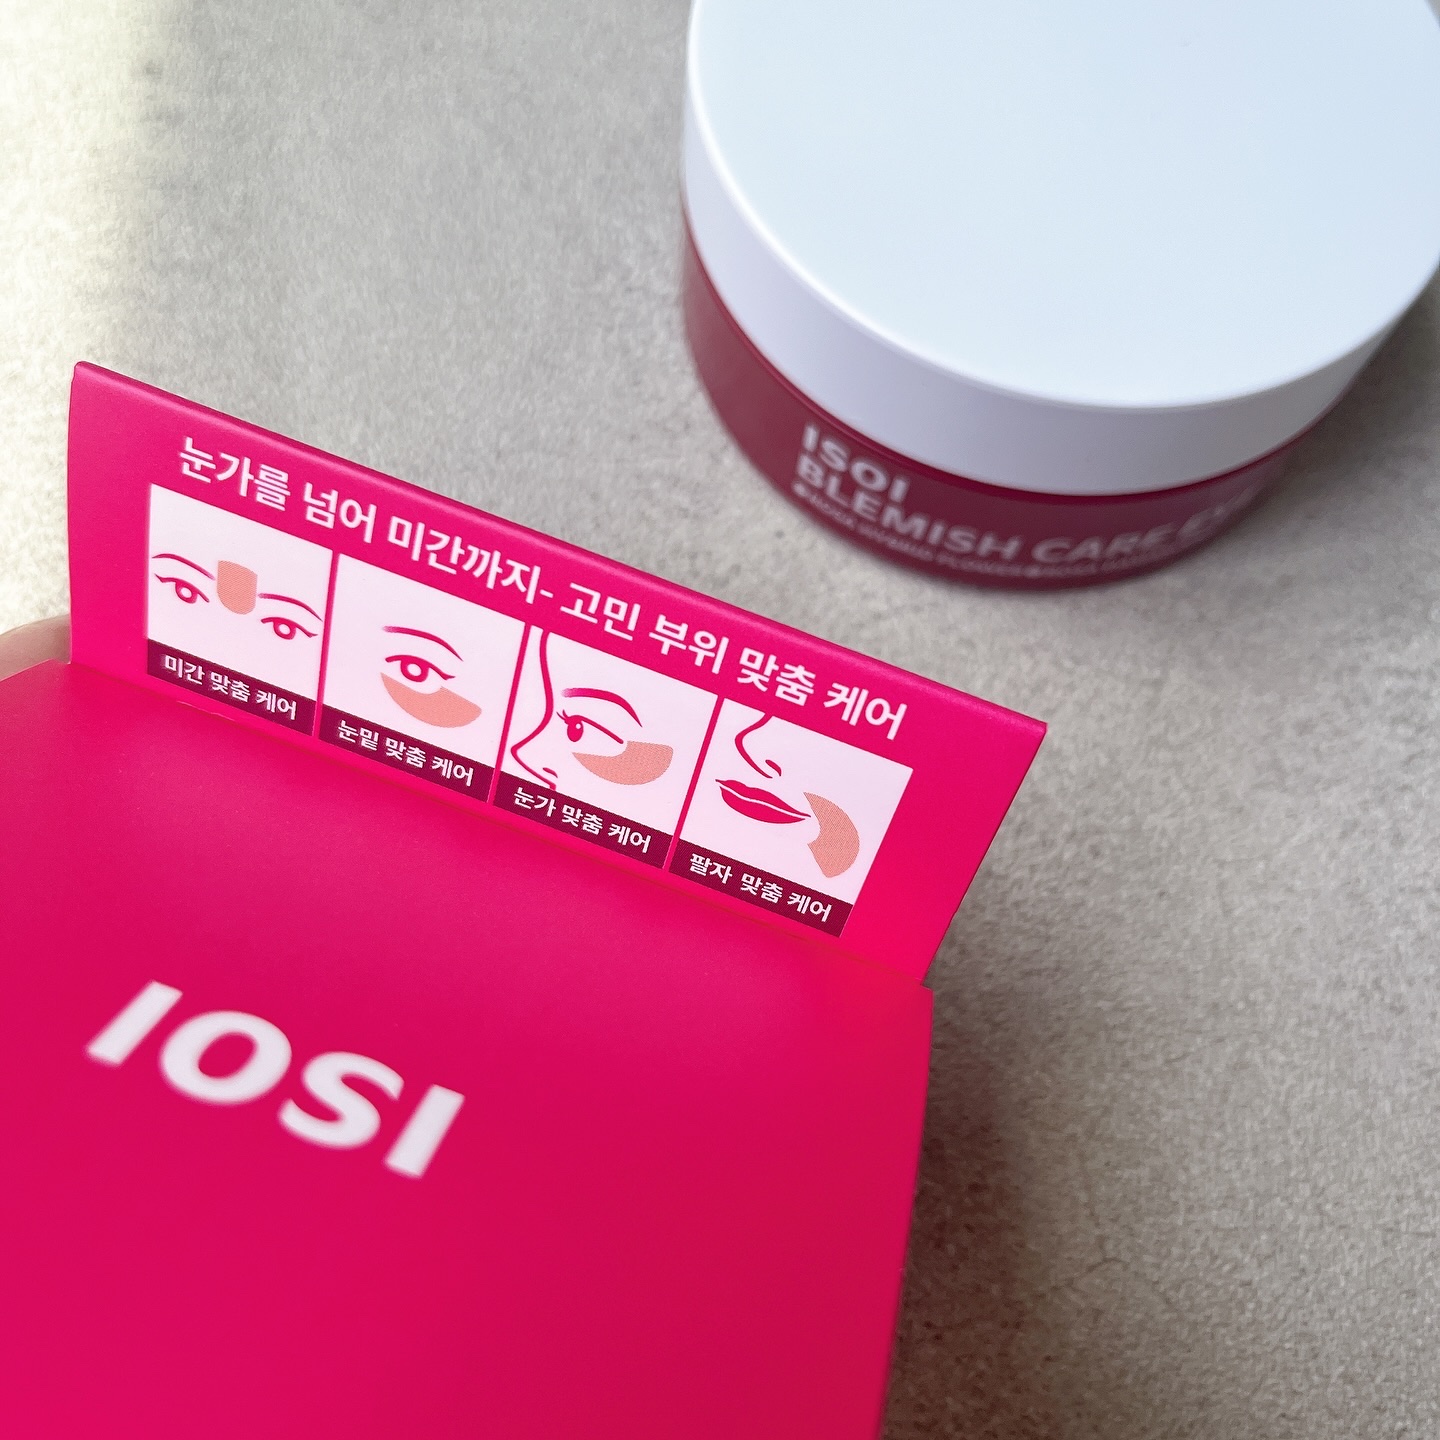 눈가를 넘어 미간까지- 고민 부위 맞춤 케어
미간 맞춤 케어
눈밑 맞춤 케어
눈가 맞춤 케어
팔자 맞춤 케어
IOSI
ISOI
BLEMISH CARE